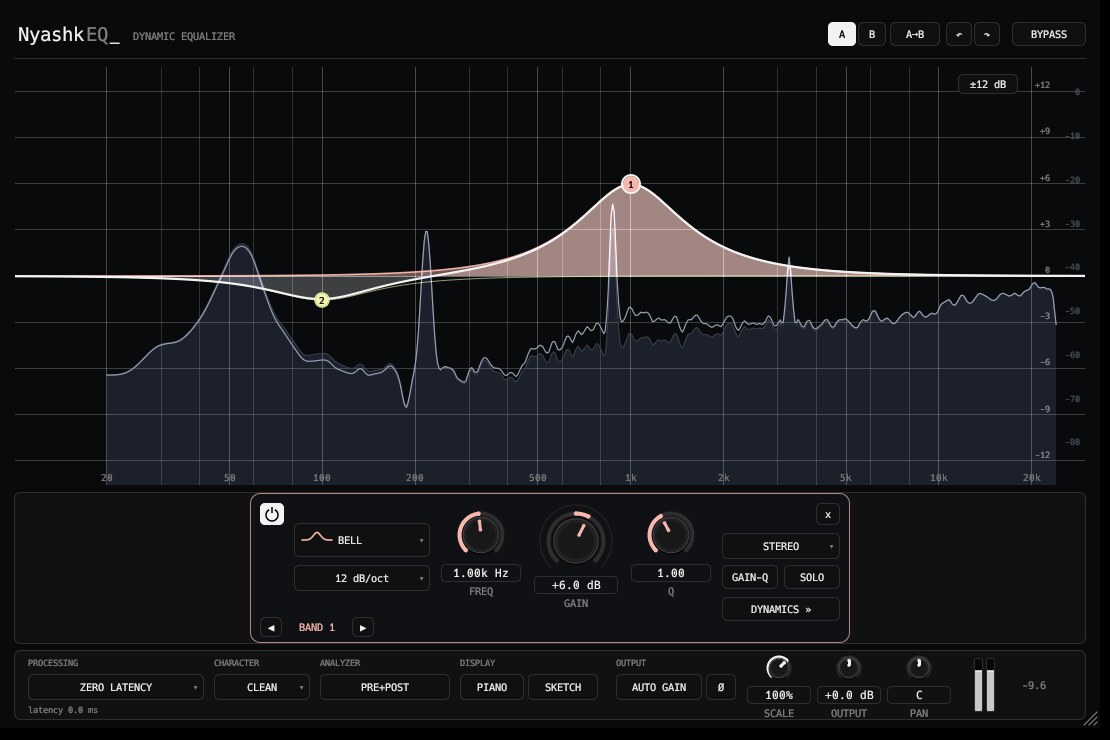 NyashkEQ_ DYNAMIC EQUALIZER
A B A→B ↶ ↷ BYPASS
±12 dB
+12 0
+9 -10
+6 -20
1
+3 -30
0 -40
2
-3 -50
-6 -60
-9 -70
-12 -80
20 50 100 200 500 1k 2k 5k 10k 20k
x
BELL
STEREO
12 dB/oct
1.00k Hz
FREQ
+6.0 dB
GAIN
1.00
Q
GAIN-Q SOLO
DYNAMICS »
◀ BAND 1 ▶
PROCESSING CHARACTER ANALYZER DISPLAY OUTPUT
ZERO LATENCY CLEAN PRE+POST PIANO SKETCH AUTO GAIN Ø
100% +0.0 dB C
-9.6
latency 0.0 ms
SCALE OUTPUT PAN